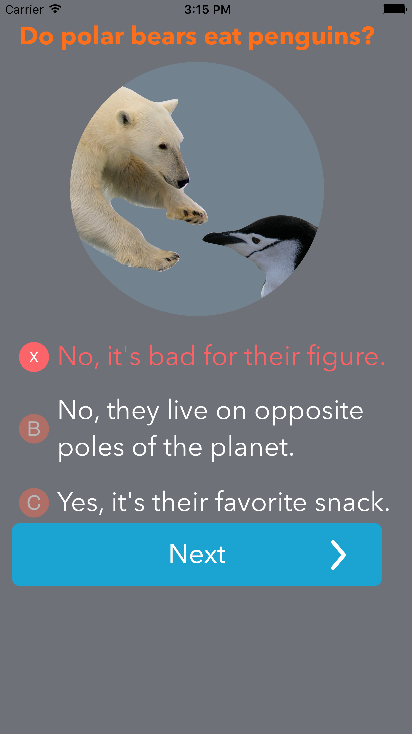 Carrier 3:15 PM
Do polar bears eat penguins?
X No, it's bad for their figure.
B No, they live on opposite
poles of the planet.
C Yes, it's their favorite snack.
Next